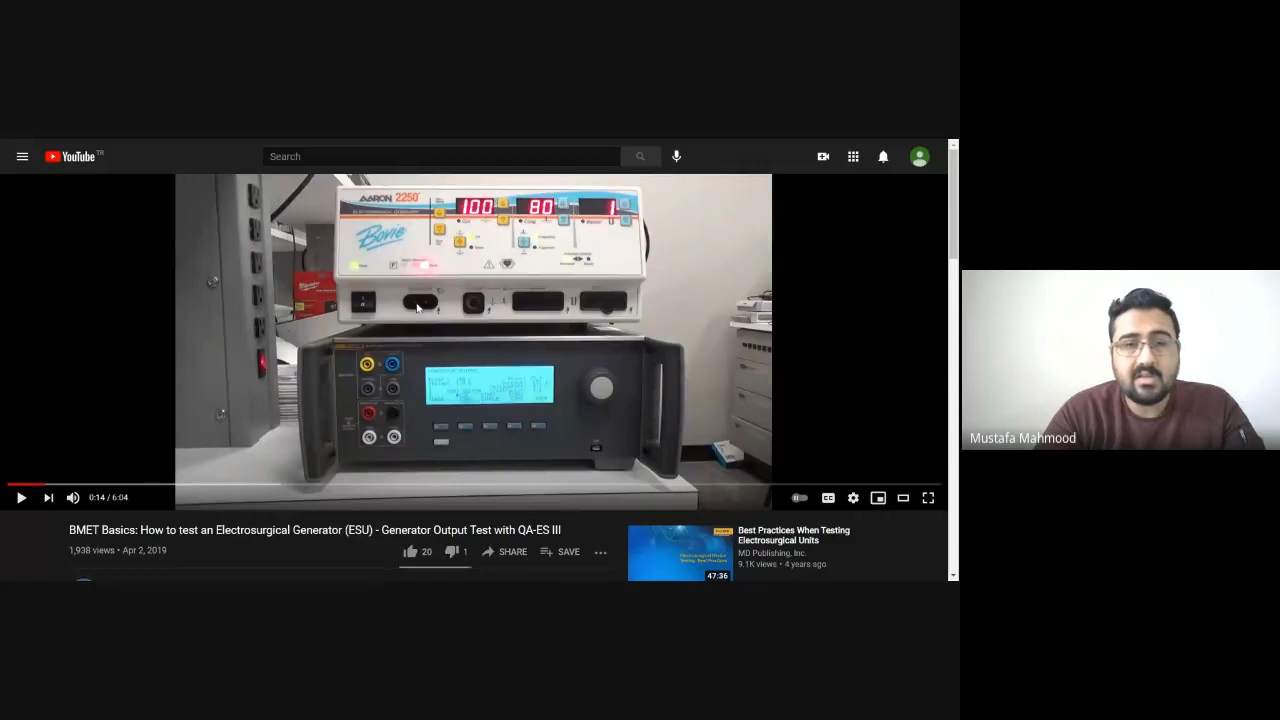 YouTube TR
Search
AARON 2250
100 80 1
Bovie
Milwaukee
Mustafa Mahmood
0:14 / 6:04
BMET Basics: How to test an Electrosurgical Generator (ESU) - Generator Output Test with QA-ES III
1,938 views • Apr 2, 2019
20 1 SHARE SAVE
Best Practices When Testing
Electrosurgical Units
MD Publishing, Inc.
9.1K views • 4 years ago
47:36